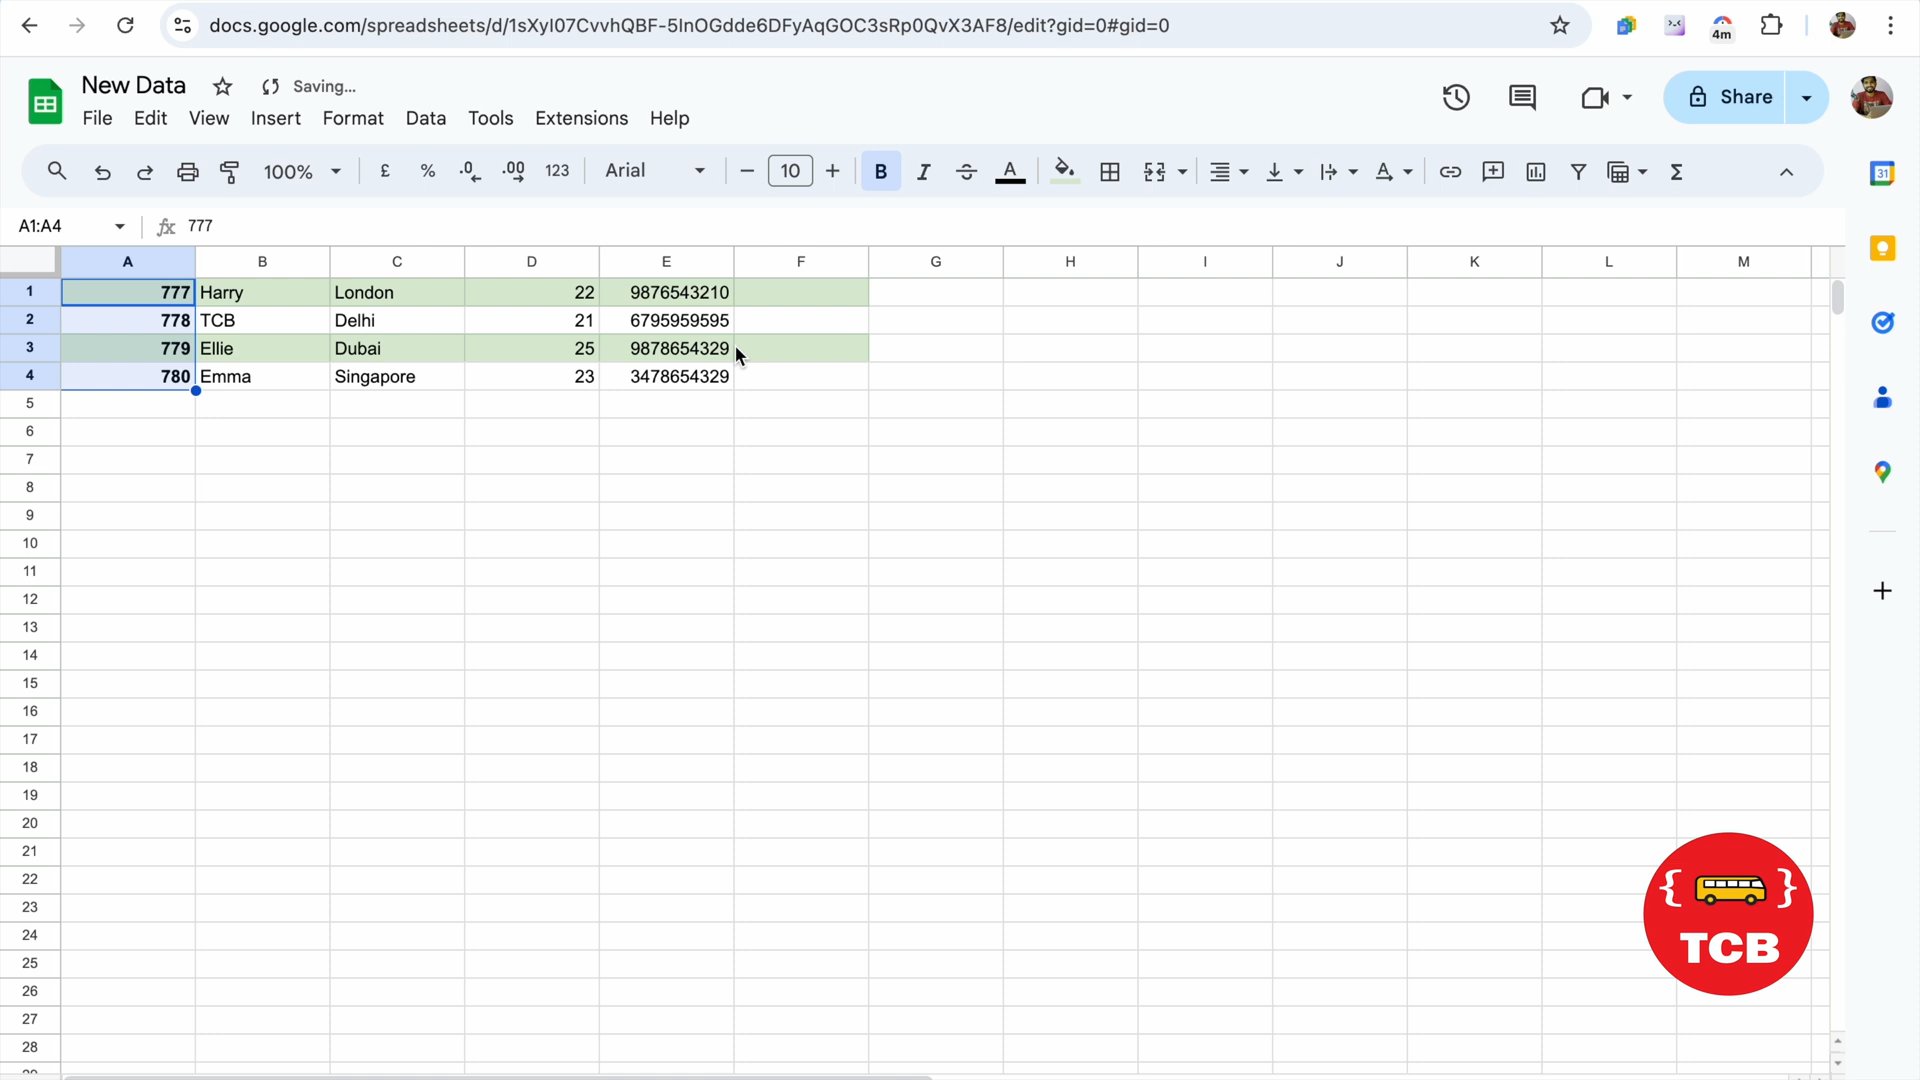 docs.google.com/spreadsheets/d/1sXyI07CvvhQBF-5InOGdde6DFyAqGOC3sRp0QvX3AF8/edit?gid=0#gid=0
4m
New Data
Saving...
File Edit View Insert Format Data Tools Extensions Help
Share
100% £ % .0 .00 123 Arial 10 B I A A Σ
31
A1:A4 fx 777
A B C D E F G H I J K L M
1 777 Harry London 22 9876543210
2 778 TCB Delhi 21 6795959595
3 779 Ellie Dubai 25 9878654329
4 780 Emma Singapore 23 3478654329
5
6
7
8
9
10
11
12
13
14
15
16
17
18
19
20
21
22
23
24
25
26
27
28
29
{ }
TCB